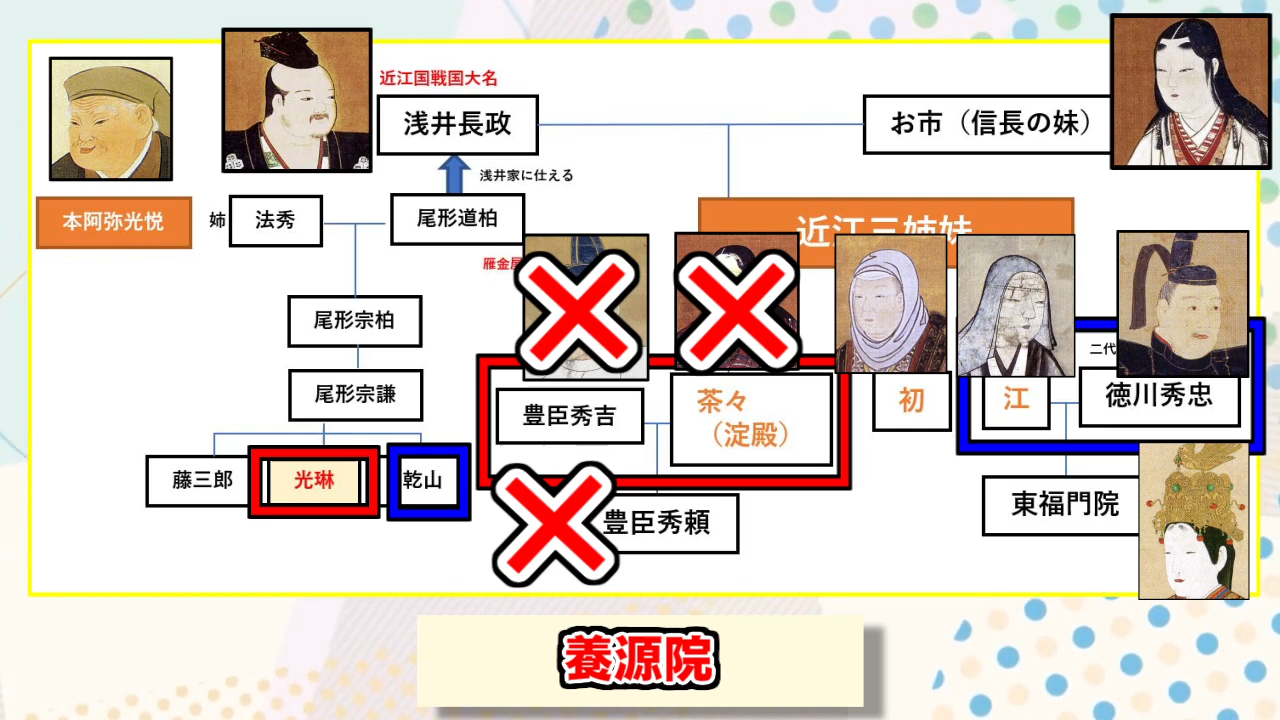 近江国戦国大名
浅井長政
お市（信長の妹）
浅井家に仕える
本阿弥光悦
姉
法秀
尾形道柏
近江三姉妹
雁金屋
尾形宗柏
二代
尾形宗謙
豊臣秀吉
茶々
（淀殿）
初
江
徳川秀忠
藤三郎
光琳
乾山
豊臣秀頼
東福門院
養源院